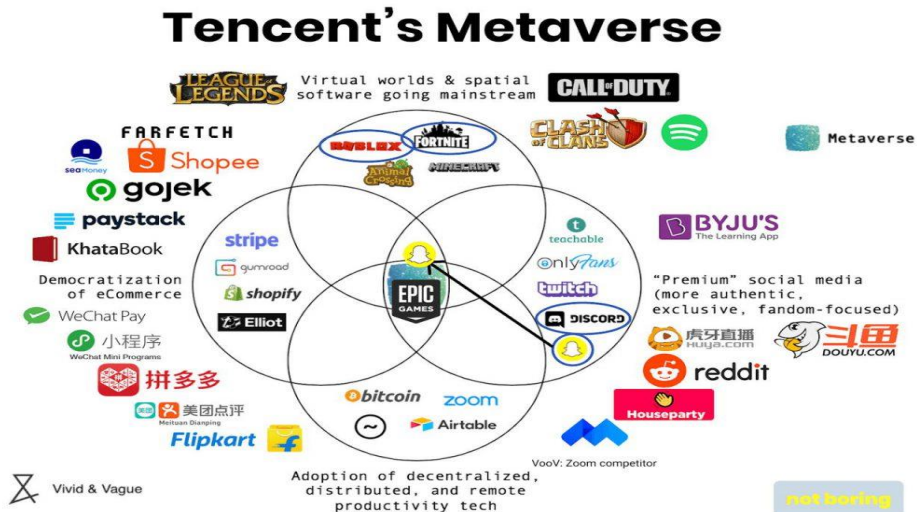 Tencent's Metaverse
LEAGUE OF LEGENDS
Virtual worlds & spatial
software going mainstream
CALL OF DUTY
FARFETCH
ROBLOX
FORTNITE
CLASH OF CLANS
Metaverse
seaMoney
Shopee
Animal Crossing
MINECRAFT
gojek
paystack
KhataBook
stripe
gumroad
shopify
Elliot
teachable
OnlyFans
twitch
DISCORD
BYJU'S
The Learning App
EPIC
GAMES
Democratization
of eCommerce
"Premium" social media
(more authentic,
exclusive, fandom-focused)
WeChat Pay
小程序
WeChat Mini Programs
拼多多
美团
美团点评
Meituan Dianping
Flipkart
虎牙直播
Huya.com
斗鱼
DOUYU.COM
reddit
Houseparty
bitcoin
zoom
Airtable
VooV: Zoom competitor
Adoption of decentralized,
distributed, and remote
productivity tech
Vivid & Vague
not boring